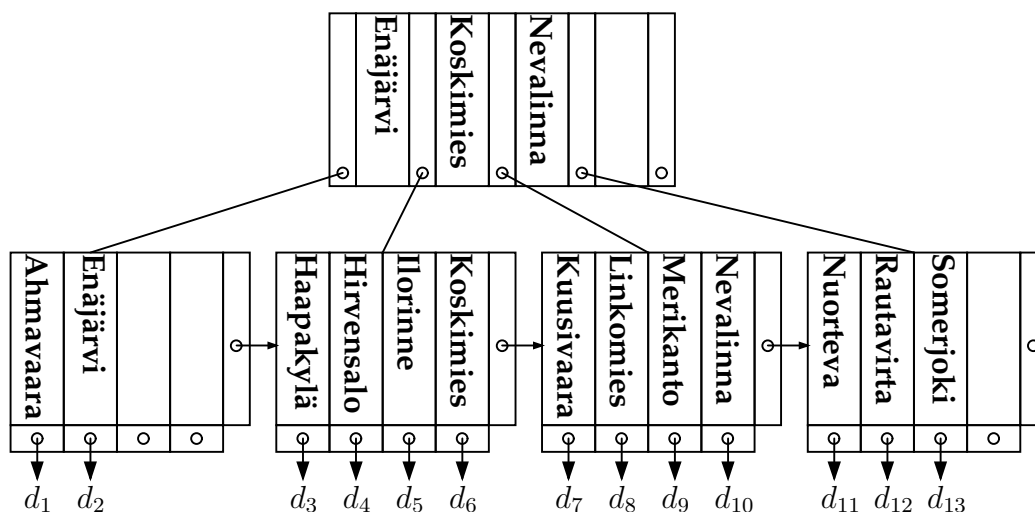 Enäjärvi
Koskimies
Nevalinna
Ahmavaara
Enäjärvi
Haapakylä
Hirvensalo
Ilorinne
Koskimies
Kuusivaara
Linkomies
Merikanto
Nevalinna
Nuorteva
Rautavirta
Somerjoki
d1 d2 d3 d4 d5 d6 d7 d8 d9 d10 d11 d12 d13